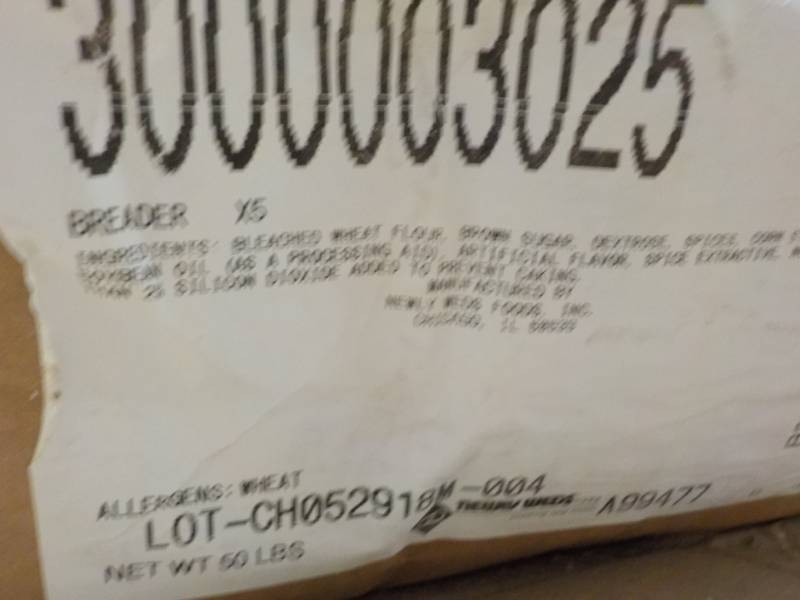 3000003025
BREADER X5
INGREDIENTS: BLEACHED WHEAT FLOUR, BROWN SUGAR, DEXTROSE, SPICES, CORN
SOYBEAN OIL (AS A PROCESSING AID), ARTIFICIAL FLAVOR, SPICE EXTRACTIVE,
THAN 2% SILICON DIOXIDE ADDED TO PREVENT CAKING.
MANUFACTURED BY
NEWLY WEDS FOODS, INC.
CHICAGO, IL
ALLERGENS: WHEAT
LOT-CH052918M-004
NEWLY WEDS A99477
NET WT 50 LBS